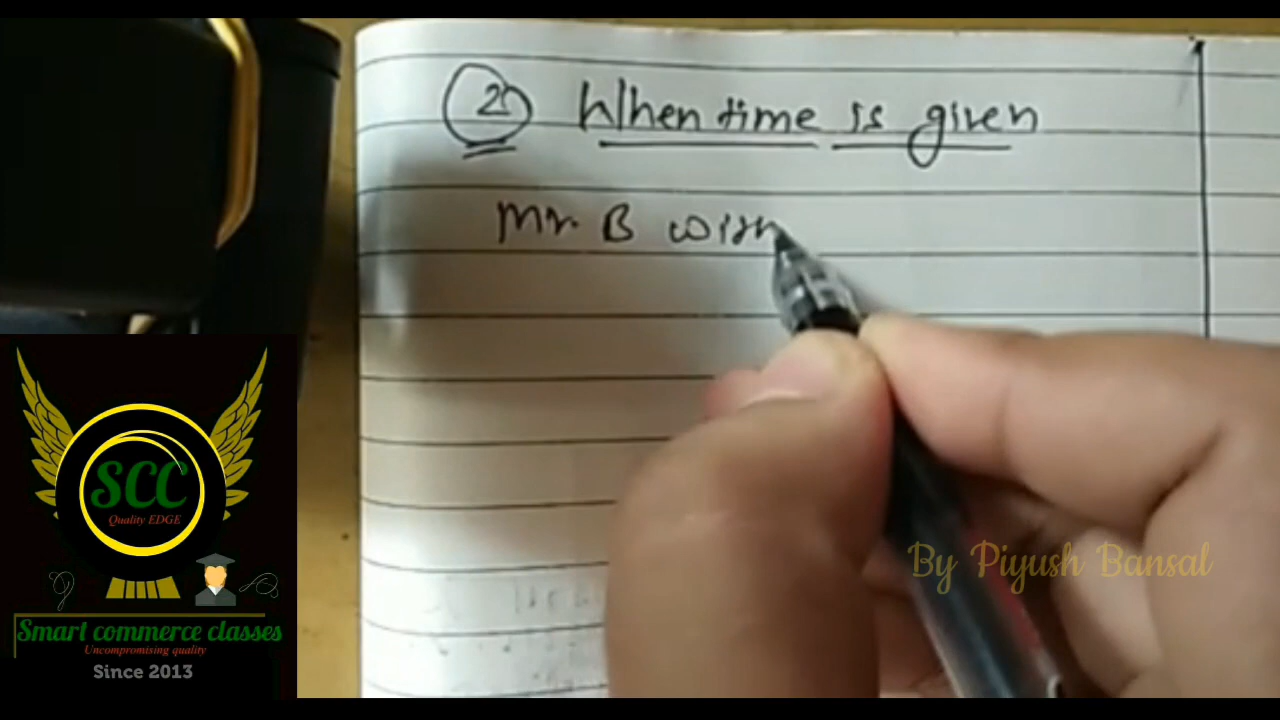 2) When time is given
Mr. B wish
SCC
Quality EDGE
Smart commerce classes
Uncompromising quality
Since 2013
By Piyush Bansal